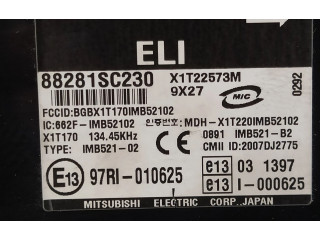 ELI
88281SC230 X1T22573M
9X27 MIC 0292
FCCID:BGBX1T170IMB52102
IC:662F-IMB52102 인증번호: MDH-X1T220IMB52102
X1T170 134.45KHz 0891 IMB521-B2
TYPE: IMB521-02 CMII ID:2007DJ2775
E13 97RI-010625 e13 03 1397
e13 I-000625
MITSUBISHI ELECTRIC CORP.JAPAN